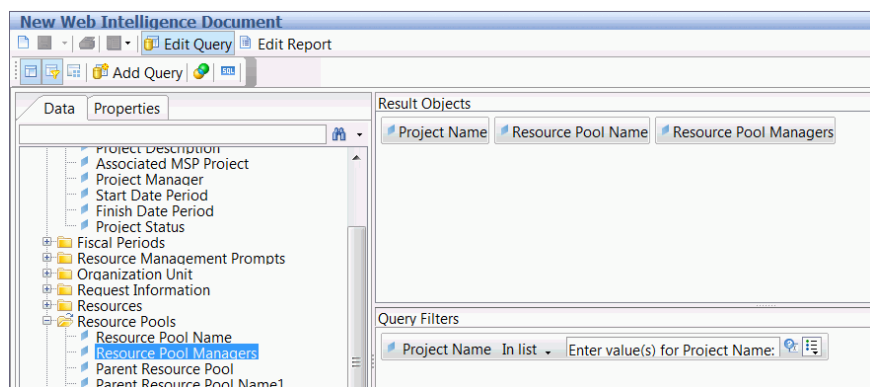 New Web Intelligence Document
Edit Query Edit Report
Add Query SQL
Data Properties
Project Description
Associated MSP Project
Project Manager
Start Date Period
Finish Date Period
Project Status
Fiscal Periods
Resource Management Prompts
Organization Unit
Request Information
Resources
Resource Pools
Resource Pool Name
Resource Pool Managers
Parent Resource Pool
Parent Resource Pool Name1
Result Objects
Project Name Resource Pool Name Resource Pool Managers
Query Filters
Project Name In list Enter value(s) for Project Name: